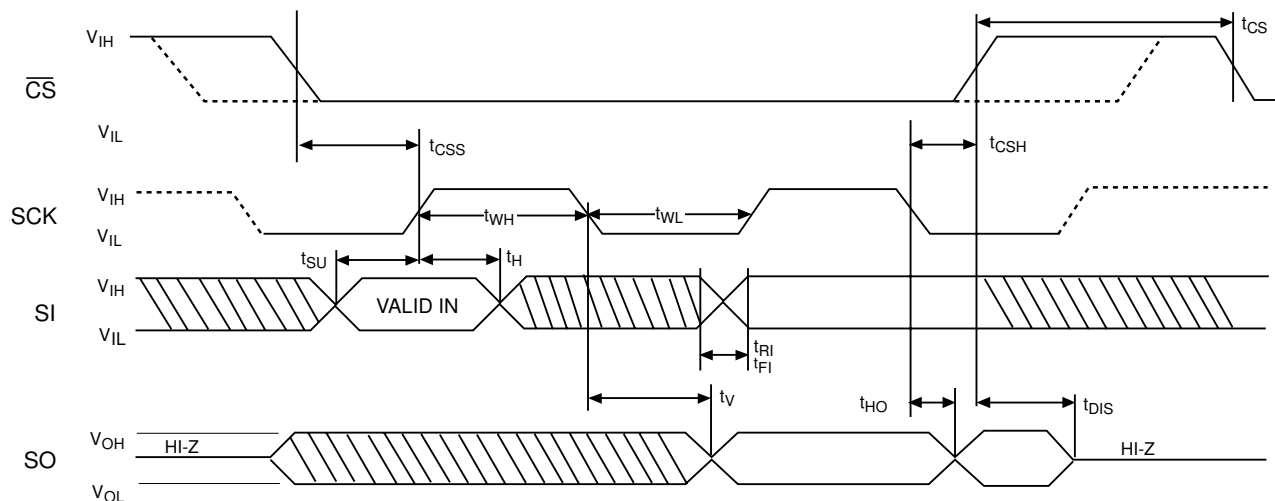 tCS
VIH
CS
VIL
tCSS
tCSH
VIH
SCK
VIL
tWH
tWL
tSU
tH
VIH
SI
VALID IN
VIL
tRI
tFI
tV
tHO
tDIS
VOH
HI-Z
HI-Z
SO
VOL